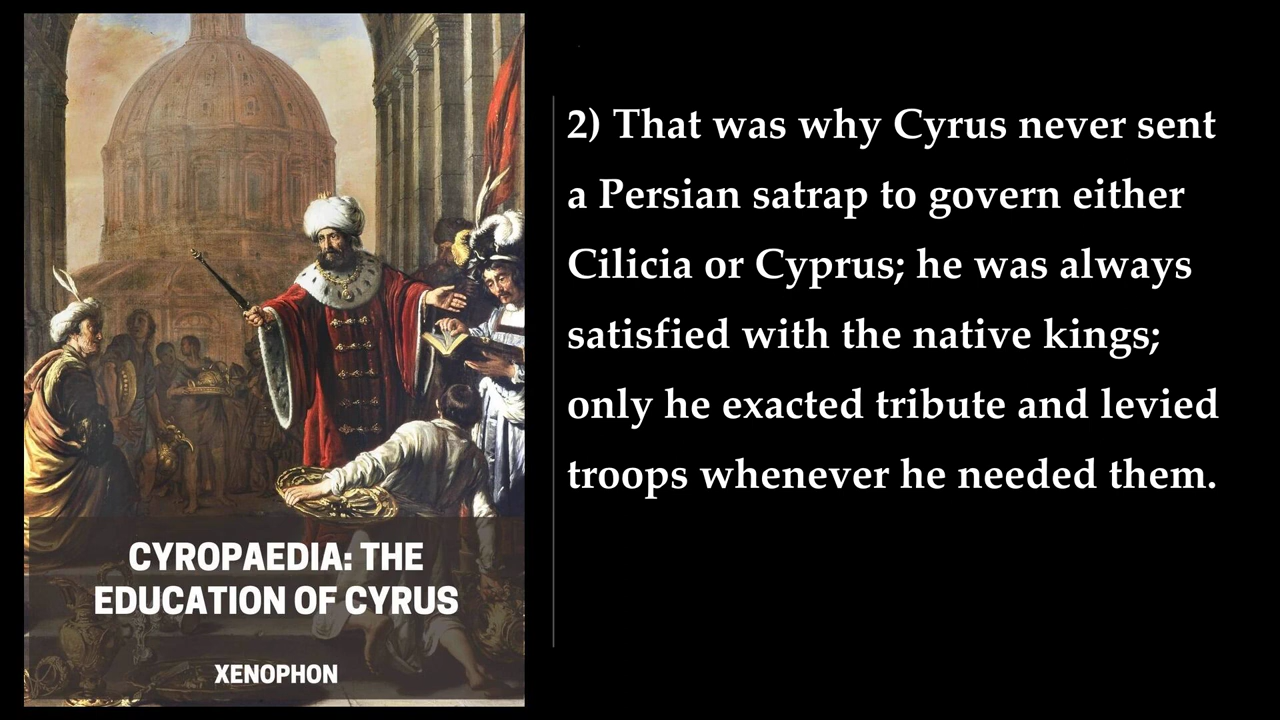 CYROPAEDIA: THE
EDUCATION OF CYRUS
XENOPHON
2) That was why Cyrus never sent
a Persian satrap to govern either
Cilicia or Cyprus; he was always
satisfied with the native kings;
only he exacted tribute and levied
troops whenever he needed them.